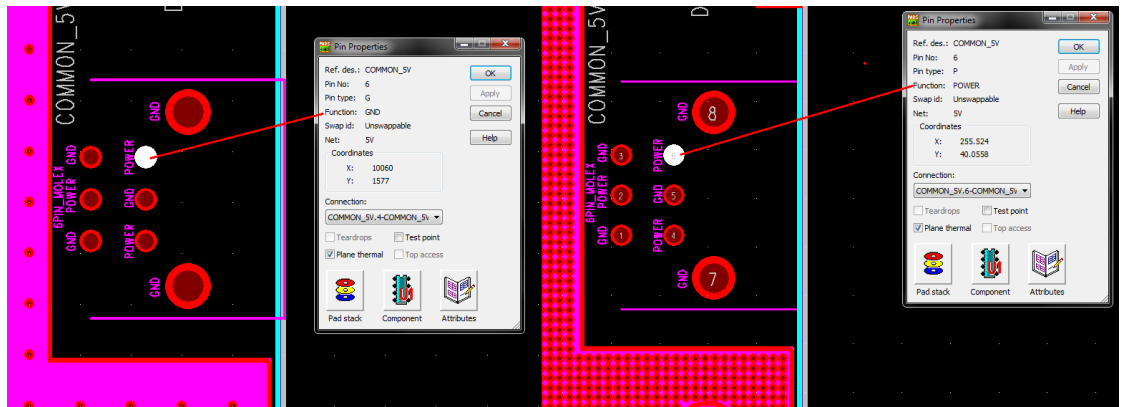 COMMON_5V
D
GND
GND
POWER
POWER
GND
GND
POWER
6PIN_MOLEX
GND
Pin Properties
Ref. des.: COMMON_5V
Pin No: 6
Pin type: G
Function: GND
Swap id: Unswappable
Net: 5V
Coordinates
X: 10060
Y: 1577
Connection:
COMMON_5V.4-COMMON_5V
Teardrops
Test point
Plane thermal
Top access
Pad stack
Component
Attributes
OK
Apply
Cancel
Help
COMMON_5V
D
GND
8
GND
3
POWER
6
POWER
2
GND
5
GND
1
POWER
4
6PIN_MOLEX
GND
7
Pin Properties
Ref. des.: COMMON_5V
Pin No: 6
Pin type: P
Function: POWER
Swap id: Unswappable
Net: 5V
Coordinates
X: 255.524
Y: 40.0558
Connection:
COMMON_5V.6-COMMON_5V
Teardrops
Test point
Plane thermal
Top access
Pad stack
Component
Attributes
OK
Apply
Cancel
Help